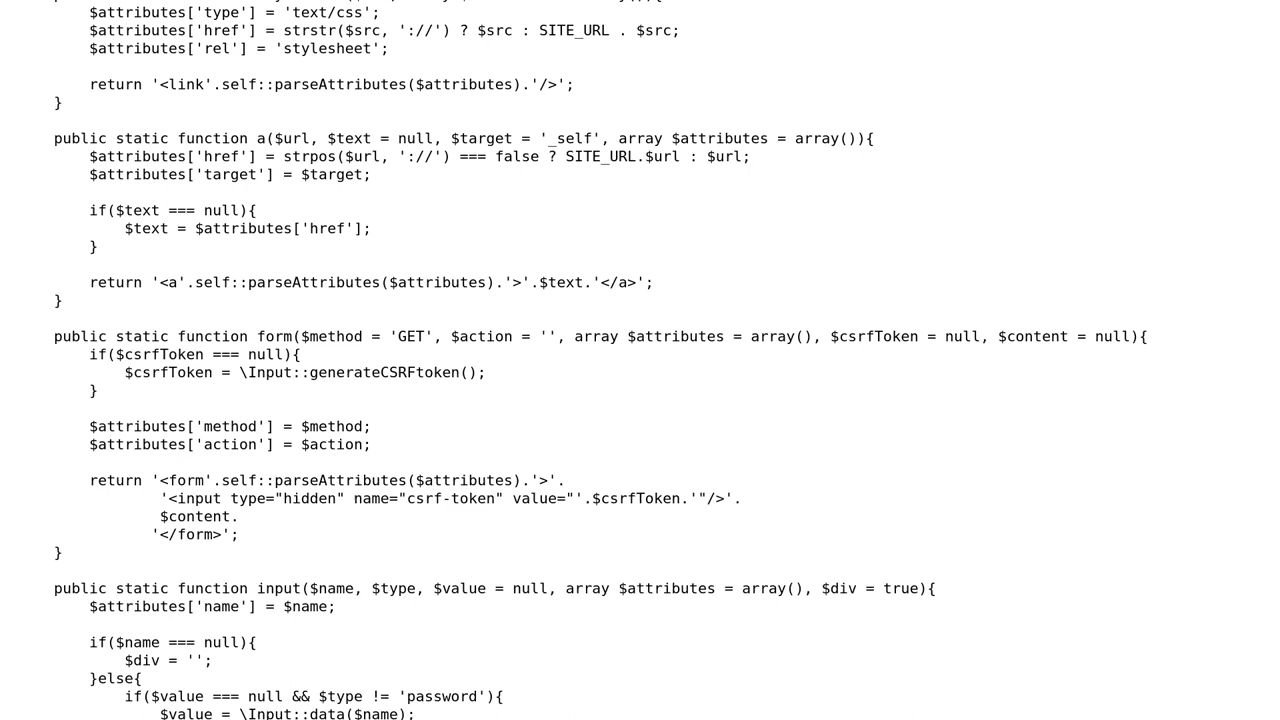 $attributes['type'] = 'text/css';
$attributes['href'] = strstr($src, '://') ? $src : SITE_URL . $src;
$attributes['rel'] = 'stylesheet';
return '<link'.self::parseAttributes($attributes).'/>';
}
public static function a($url, $text = null, $target = '_self', array $attributes = array()){
$attributes['href'] = strpos($url, '://') === false ? SITE_URL.$url : $url;
$attributes['target'] = $target;
if($text === null){
$text = $attributes['href'];
}
return '<a'.self::parseAttributes($attributes).'>'.$text.'</a>';
}
public static function form($method = 'GET', $action = '', array $attributes = array(), $csrfToken = null, $content = null){
if($csrfToken === null){
$csrfToken = \Input::generateCSRFtoken();
}
$attributes['method'] = $method;
$attributes['action'] = $action;
return '<form'.self::parseAttributes($attributes).'>'.
'<input type="hidden" name="csrf-token" value="'.$csrfToken.'"/>'.
$content.
'</form>';
}
public static function input($name, $type, $value = null, array $attributes = array(), $div = true){
$attributes['name'] = $name;
if($name === null){
$div = '';
}else{
if($value === null && $type != 'password'){
$value = \Input::data($name);